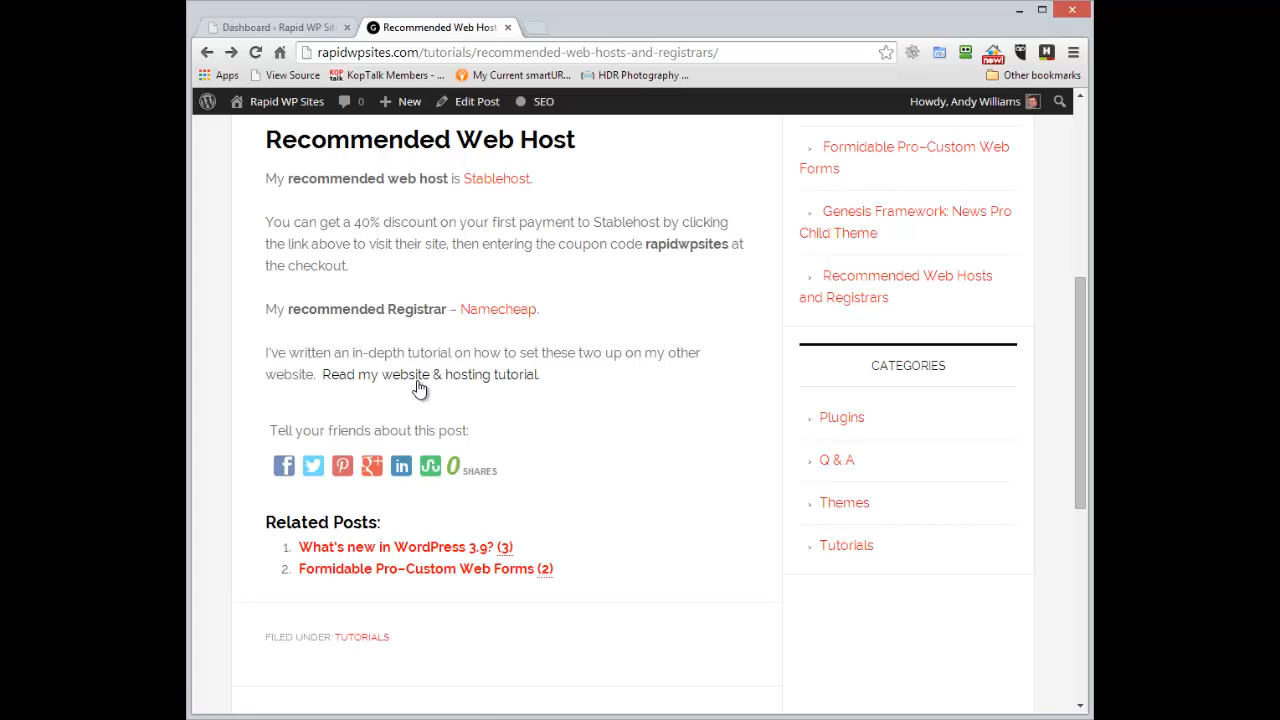 Dashboard ‹ Rapid WP Sit
Recommended Web Host
rapidwpsites.com/tutorials/recommended-web-hosts-and-registrars/
Apps
View Source
KOP talk
KopTalk Members - ...
My Current smartUR...
HDR Photography ...
Other bookmarks
now!
H
Rapid WP Sites
0
New
Edit Post
SEO
Howdy, Andy Williams
Recommended Web Host
My recommended web host is Stablehost.
You can get a 40% discount on your first payment to Stablehost by clicking
the link above to visit their site, then entering the coupon code rapidwpsites at
the checkout.
My recommended Registrar – Namecheap.
I've written an in-depth tutorial on how to set these two up on my other
website. Read my website & hosting tutorial.
Tell your friends about this post:
0 SHARES
Related Posts:
1. What's new in WordPress 3.9? (3)
2. Formidable Pro–Custom Web Forms (2)
FILED UNDER: TUTORIALS
Formidable Pro–Custom Web
Forms
Genesis Framework: News Pro
Child Theme
Recommended Web Hosts
and Registrars
CATEGORIES
Plugins
Q & A
Themes
Tutorials